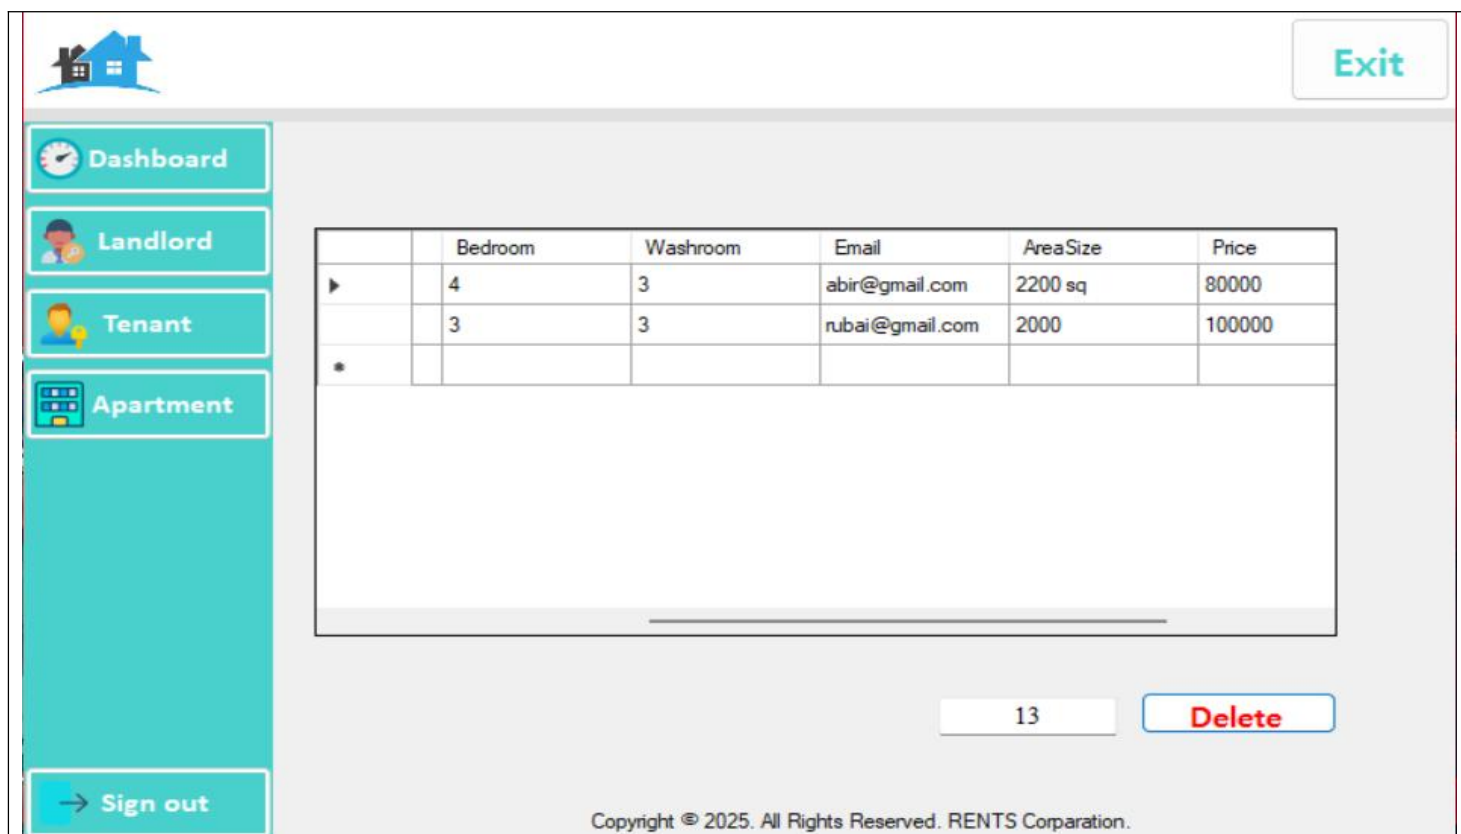 Exit
Dashboard
Landlord
Tenant
Apartment
Bedroom Washroom Email AreaSize Price
4 3 abir@gmail.com 2200 sq 80000
3 3 rubai@gmail.com 2000 100000
13 Delete
Sign out
Copyright © 2025. All Rights Reserved. RENTS Corparation.